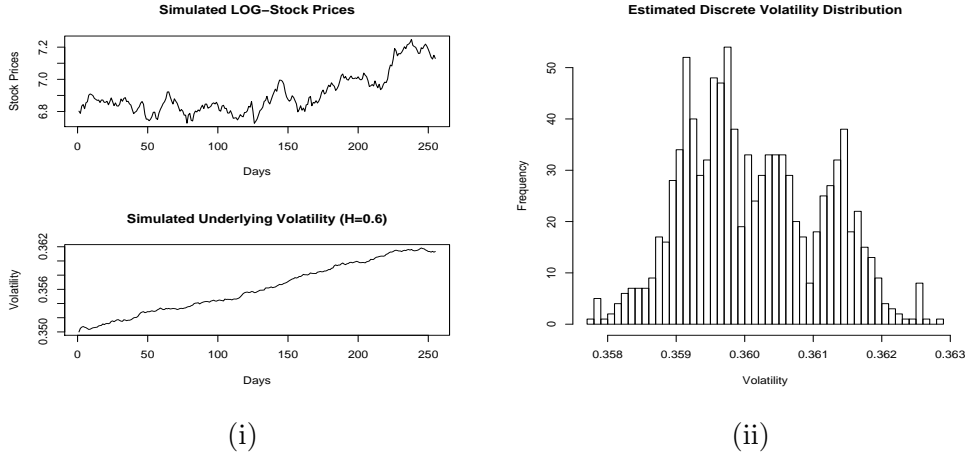 Simulated LOG−Stock Prices
Stock Prices
7.2
7.0
6.8
0 50 100 150 200 250
Days
Simulated Underlying Volatility (H=0.6)
Volatility
0.362
0.356
0.350
0 50 100 150 200 250
Days
(i)
Estimated Discrete Volatility Distribution
Frequency
50
40
30
20
10
0
0.358 0.359 0.360 0.361 0.362 0.363
Volatility
(ii)